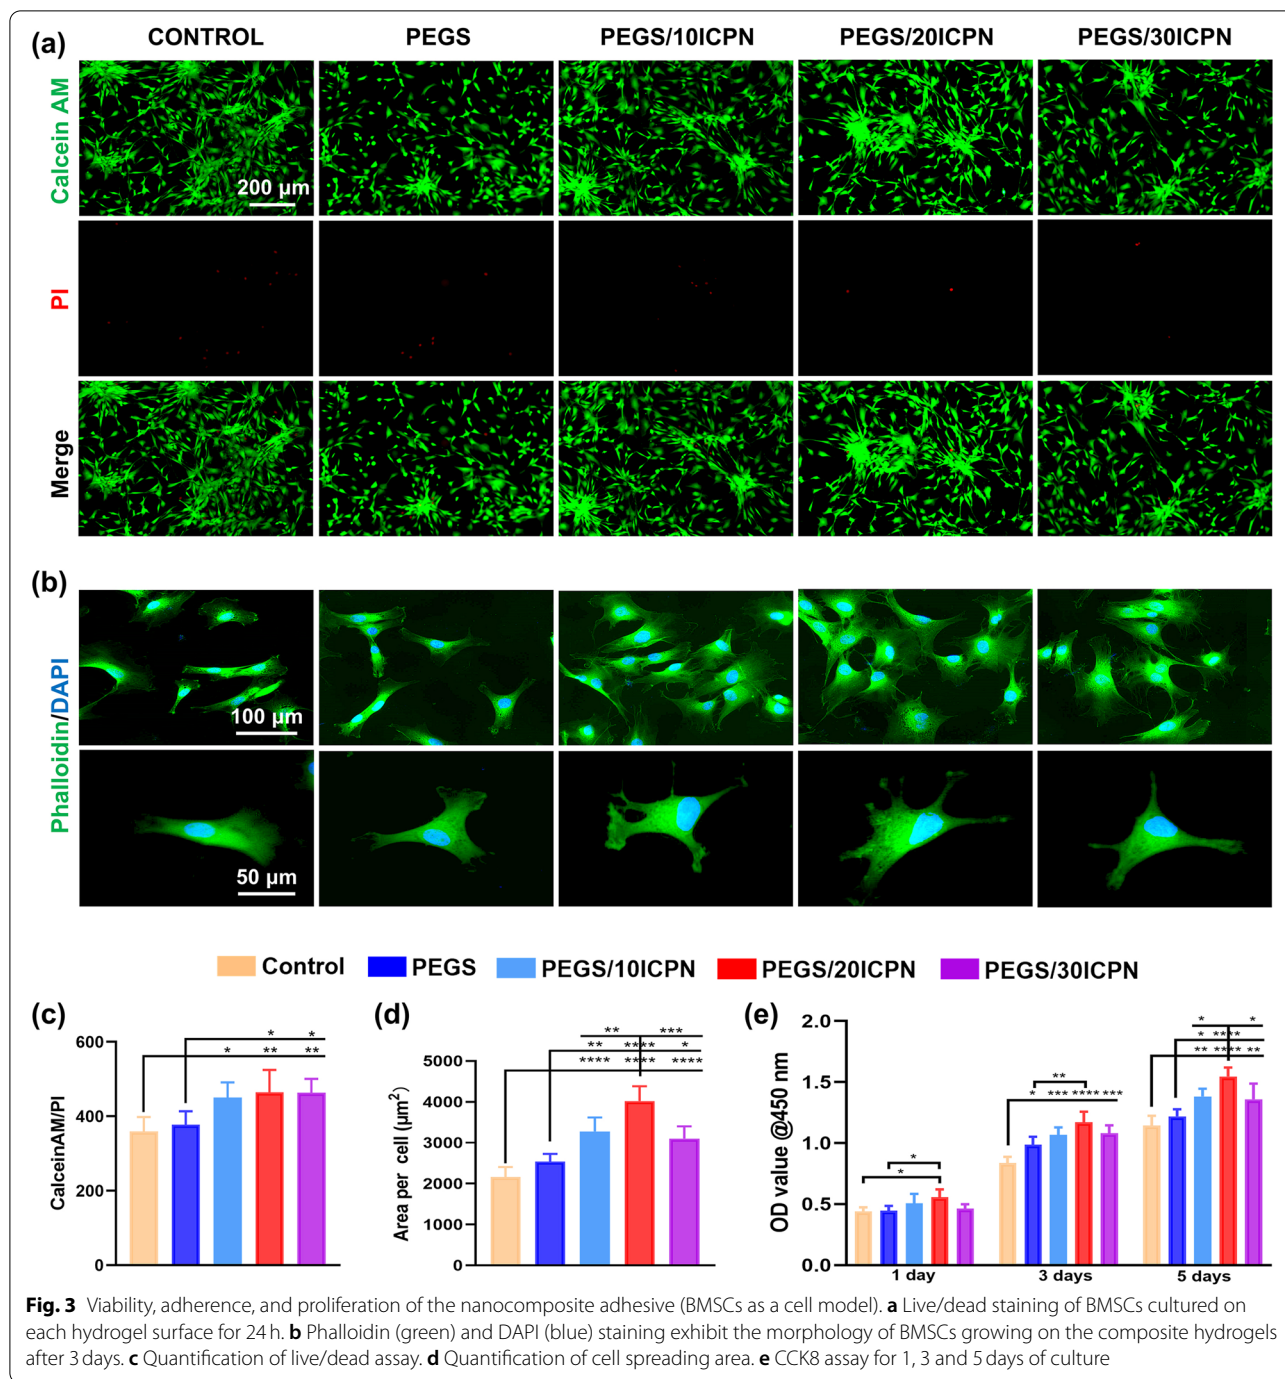 (a)
CONTROL PEGS PEGS/10ICPN PEGS/20ICPN PEGS/30ICPN
Calcein AM
200 µm
PI
Merge
(b)
Phalloidin/DAPI
100 µm
50 µm
Control PEGS PEGS/10ICPN PEGS/20ICPN PEGS/30ICPN
(c)
CalceinAM/PI
600
400
200
0
* *
* ** **
(d)
Area per cell (µm²)
5000
4000
3000
2000
1000
0
** ***
** **** *
**** **** ****
(e)
OD value @450 nm
2.0
1.5
1.0
0.5
0.0
*
*
**
* *** **** ***
* *
* ****
** **** **
1 day 3 days 5 days
Fig. 3 Viability, adherence, and proliferation of the nanocomposite adhesive (BMSCs as a cell model). a Live/dead staining of BMSCs cultured on
each hydrogel surface for 24 h. b Phalloidin (green) and DAPI (blue) staining exhibit the morphology of BMSCs growing on the composite hydrogels
after 3 days. c Quantification of live/dead assay. d Quantification of cell spreading area. e CCK8 assay for 1, 3 and 5 days of culture